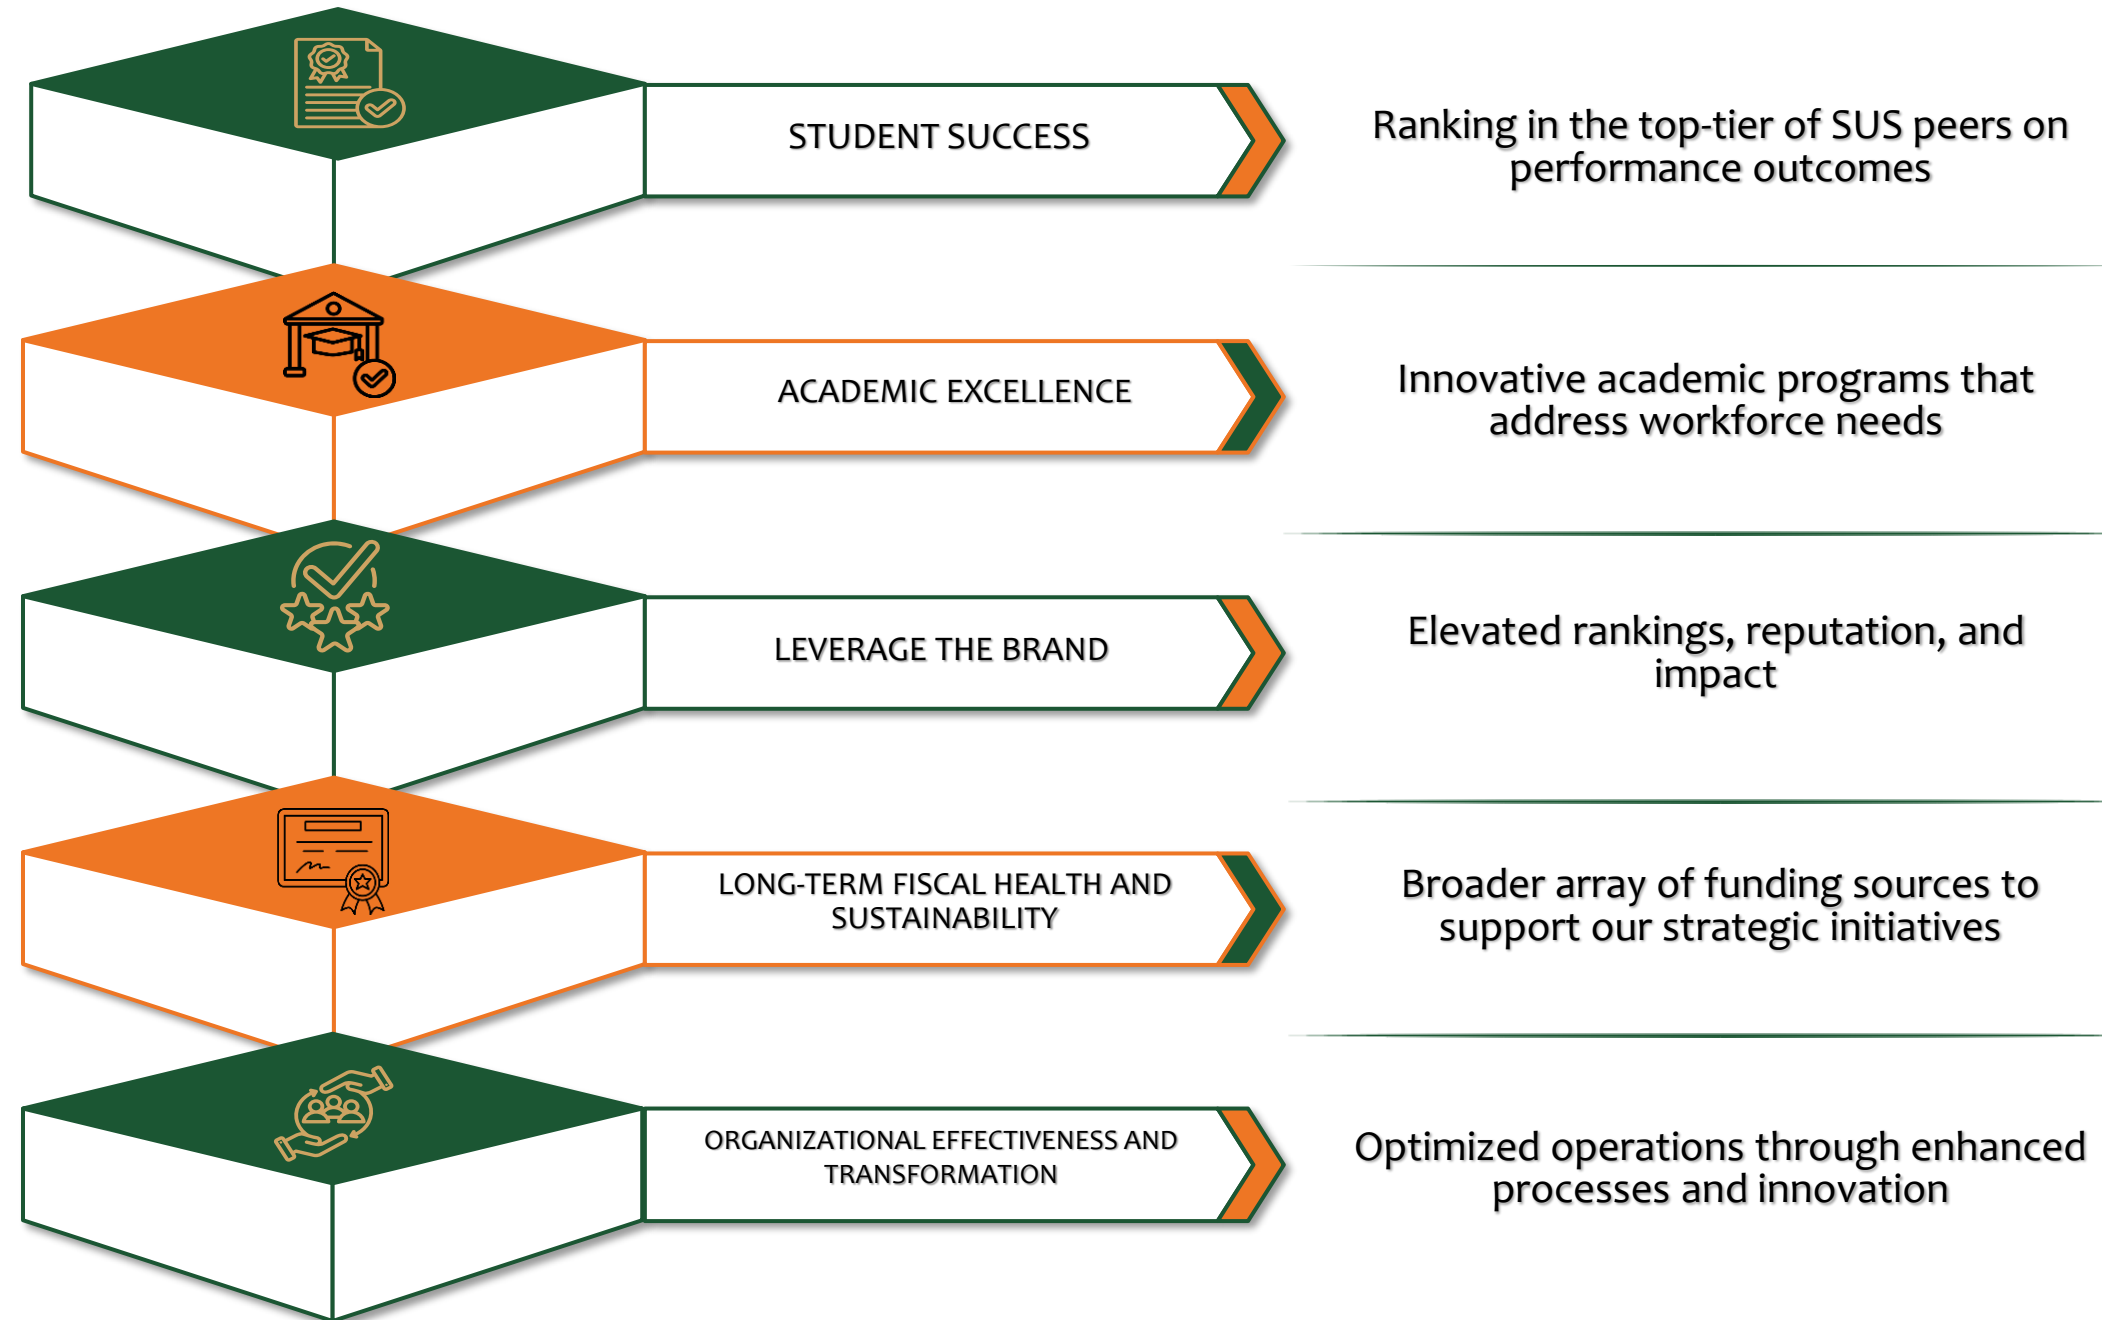 STUDENT SUCCESS
Ranking in the top-tier of SUS peers on
performance outcomes
ACADEMIC EXCELLENCE
Innovative academic programs that
address workforce needs
LEVERAGE THE BRAND
Elevated rankings, reputation, and
impact
LONG-TERM FISCAL HEALTH AND
SUSTAINABILITY
Broader array of funding sources to
support our strategic initiatives
ORGANIZATIONAL EFFECTIVENESS AND
TRANSFORMATION
Optimized operations through enhanced
processes and innovation